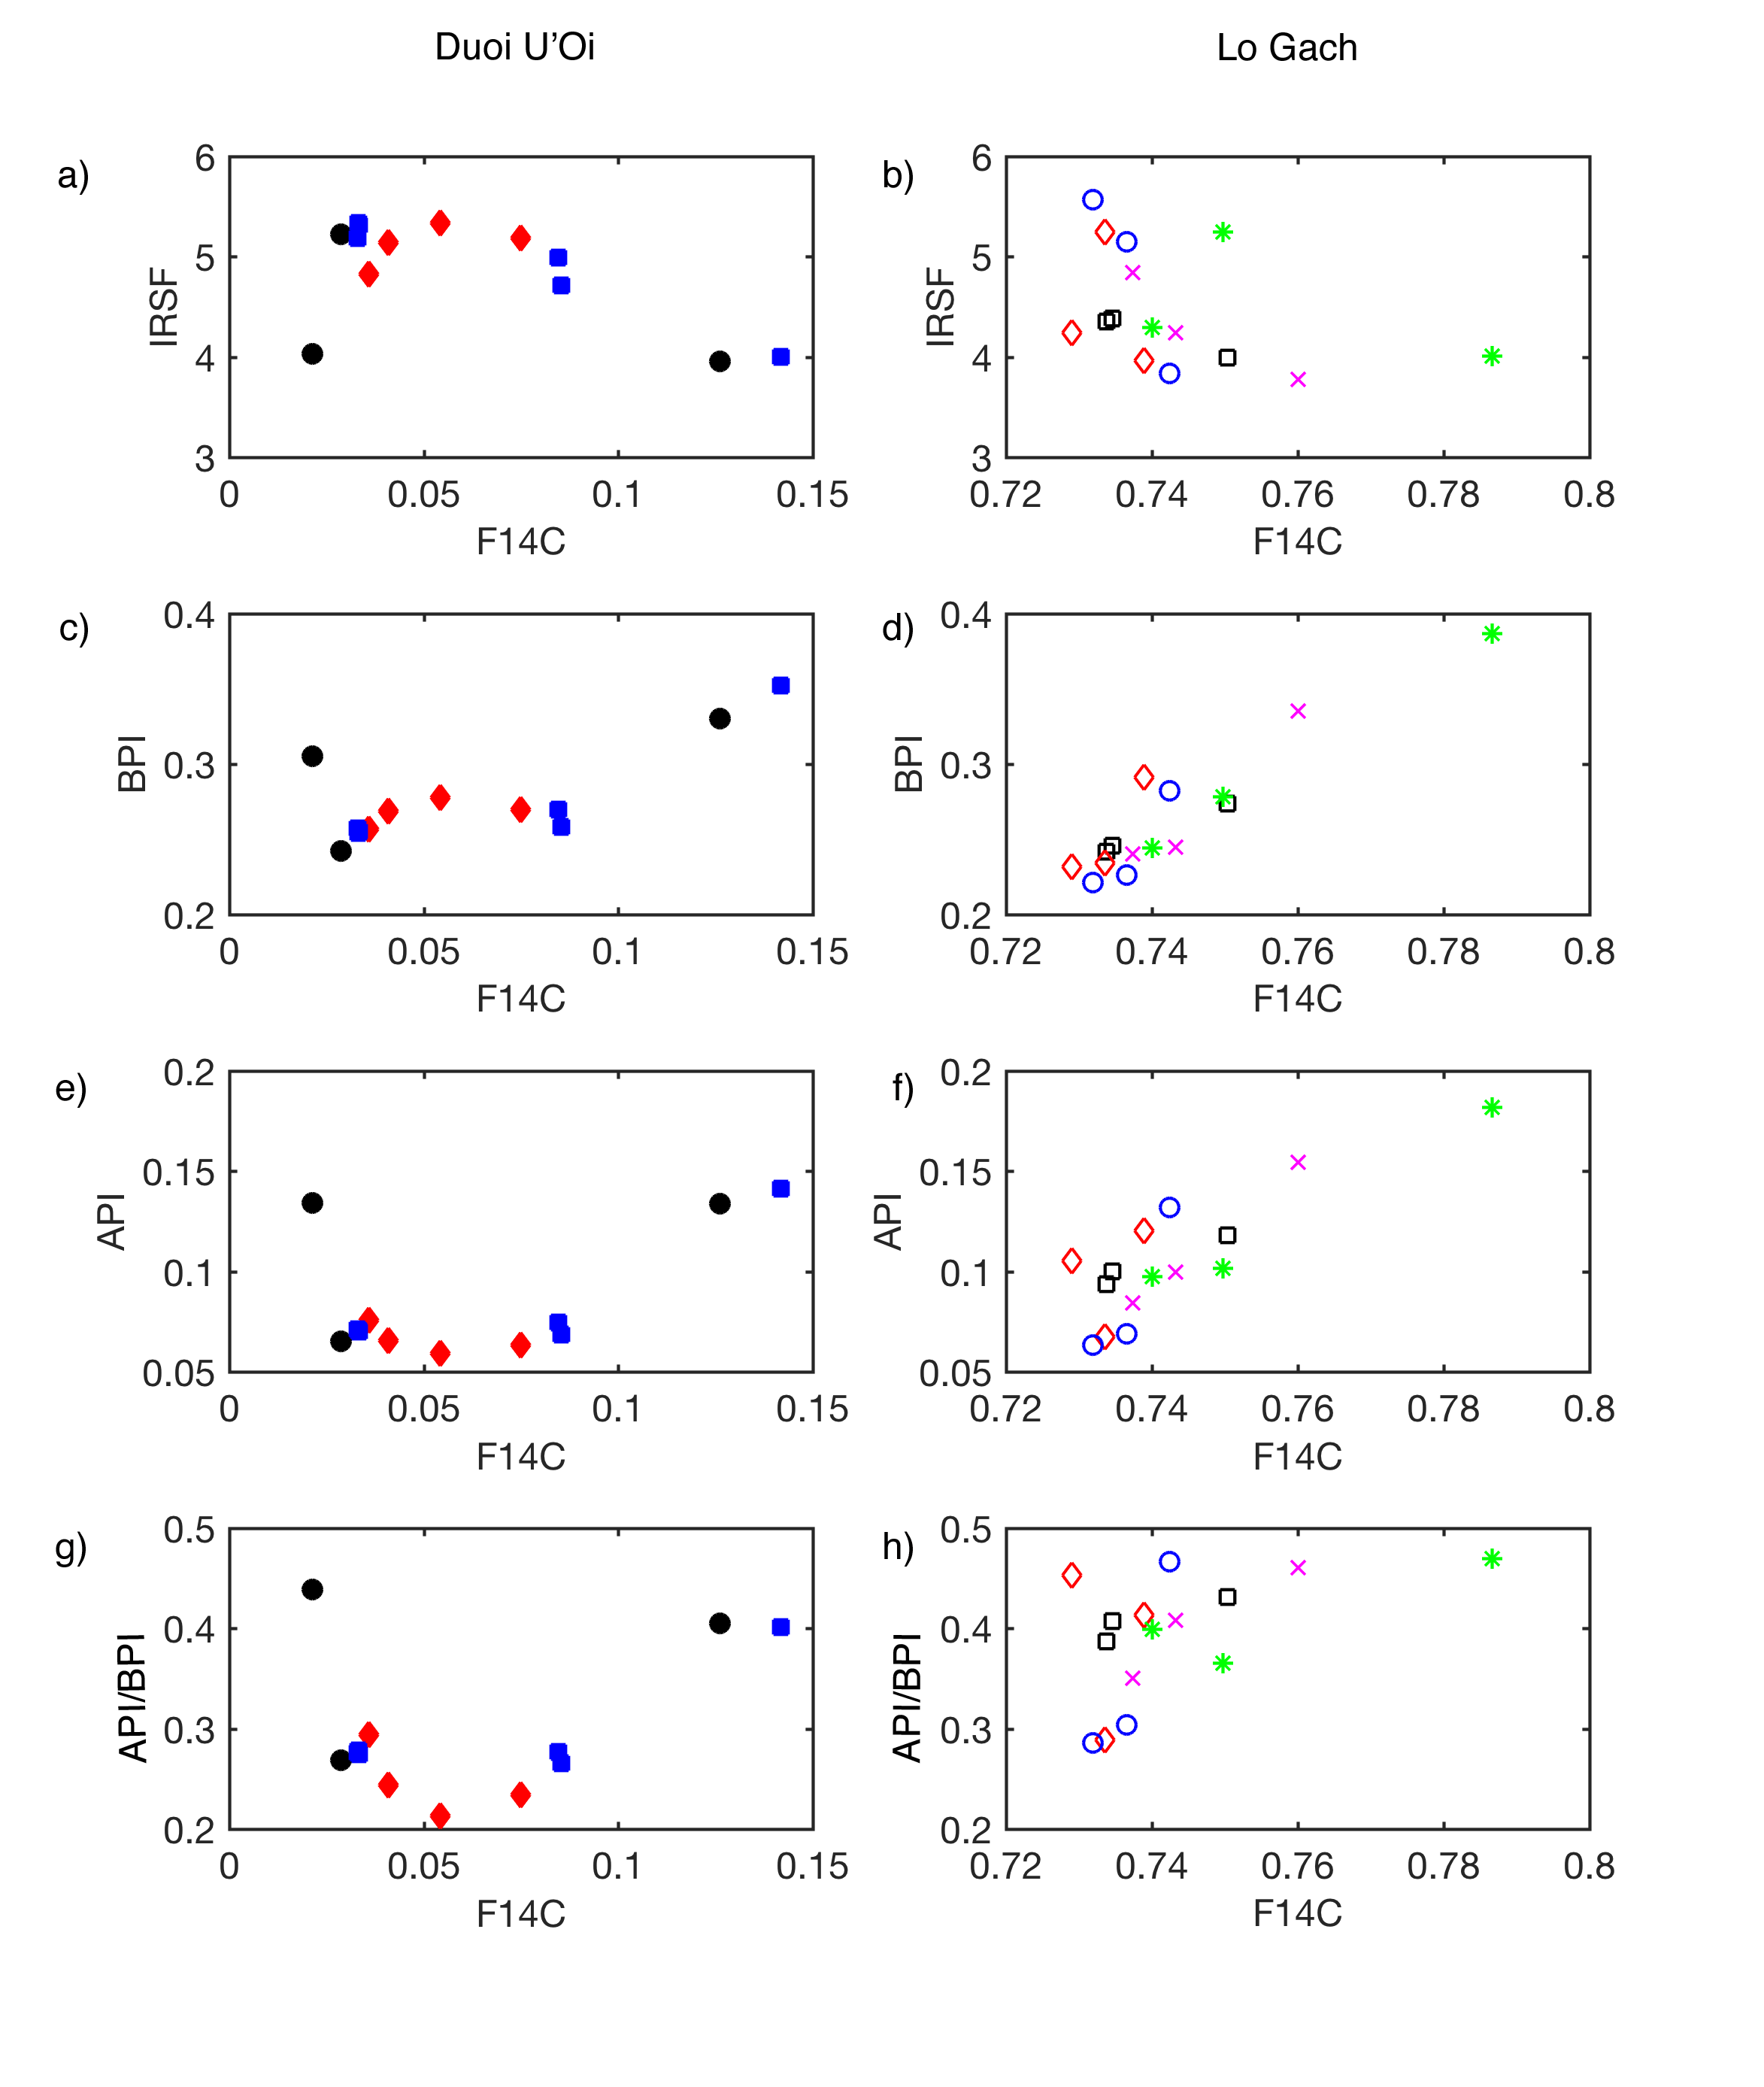 Duoi U'Oi
Lo Gach
a)
6
5
4
3
IRSF
0 0.05 0.1 0.15
F14C
b)
6
5
4
3
IRSF
0.72 0.74 0.76 0.78 0.8
F14C
c)
0.4
0.3
0.2
BPI
0 0.05 0.1 0.15
F14C
d)
0.4
0.3
0.2
BPI
0.72 0.74 0.76 0.78 0.8
F14C
e)
0.2
0.15
0.1
0.05
API
0 0.05 0.1 0.15
F14C
f)
0.2
0.15
0.1
0.05
API
0.72 0.74 0.76 0.78 0.8
F14C
g)
0.5
0.4
0.3
0.2
API/BPI
0 0.05 0.1 0.15
F14C
h)
0.5
0.4
0.3
0.2
API/BPI
0.72 0.74 0.76 0.78 0.8
F14C